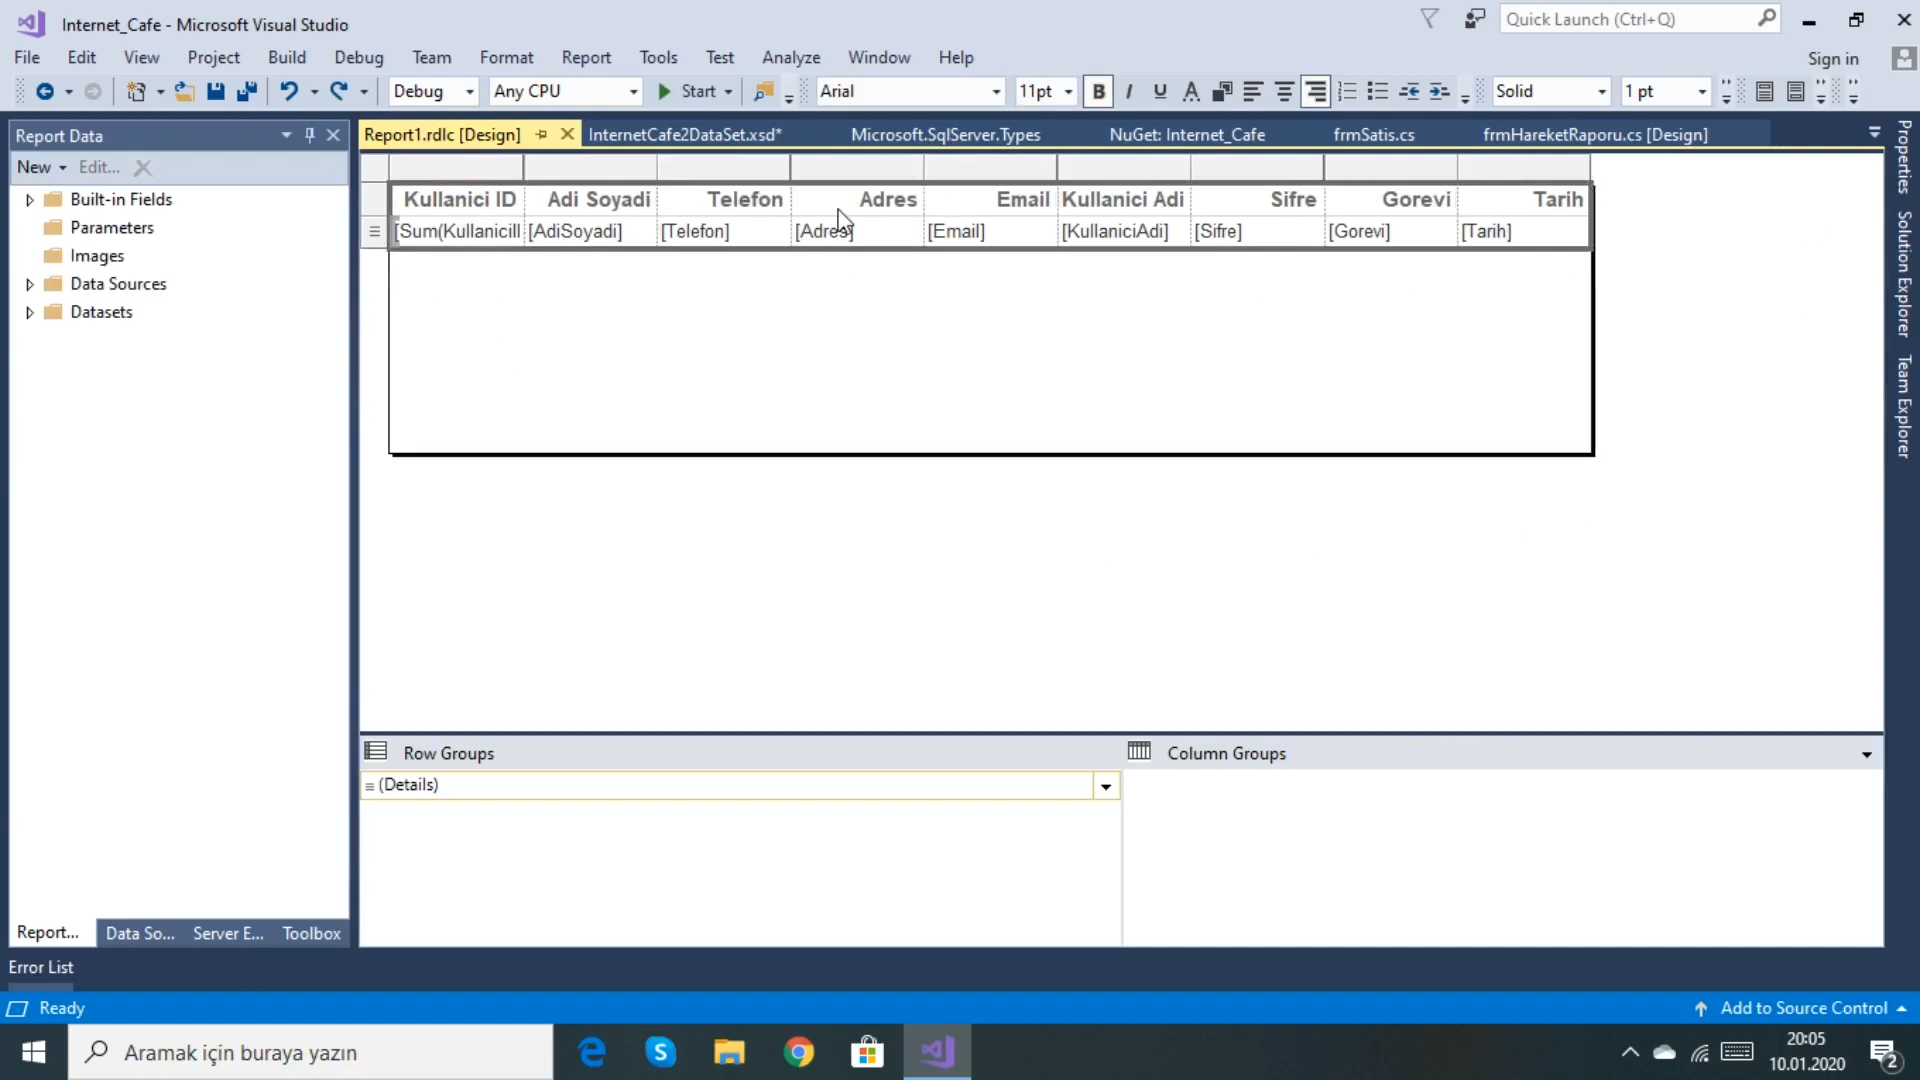 Internet_Cafe - Microsoft Visual Studio
Quick Launch (Ctrl+Q)
File Edit View Project Build Debug Team Format Report Tools Test Analyze Window Help
Sign in
Debug Any CPU Start Arial 11pt B I U A Solid 1 pt
Report Data
Report1.rdlc [Design] InternetCafe2DataSet.xsd* Microsoft.SqlServer.Types NuGet: Internet_Cafe frmSatis.cs frmHareketRaporu.cs [Design]
New Edit...
Built-in Fields
Parameters
Images
Data Sources
Datasets
Kullanici ID Adi Soyadi Telefon Adres Email Kullanici Adi Sifre Gorevi Tarih
[Sum(KullaniciI [AdiSoyadi] [Telefon] [Adres] [Email] [KullaniciAdi] [Sifre] [Gorevi] [Tarih]
Properties
Solution Explorer
Team Explorer
Row Groups
Column Groups
(Details)
Report... Data So... Server E... Toolbox
Error List
Ready
Add to Source Control
Aramak için buraya yazın
20:05
10.01.2020
2